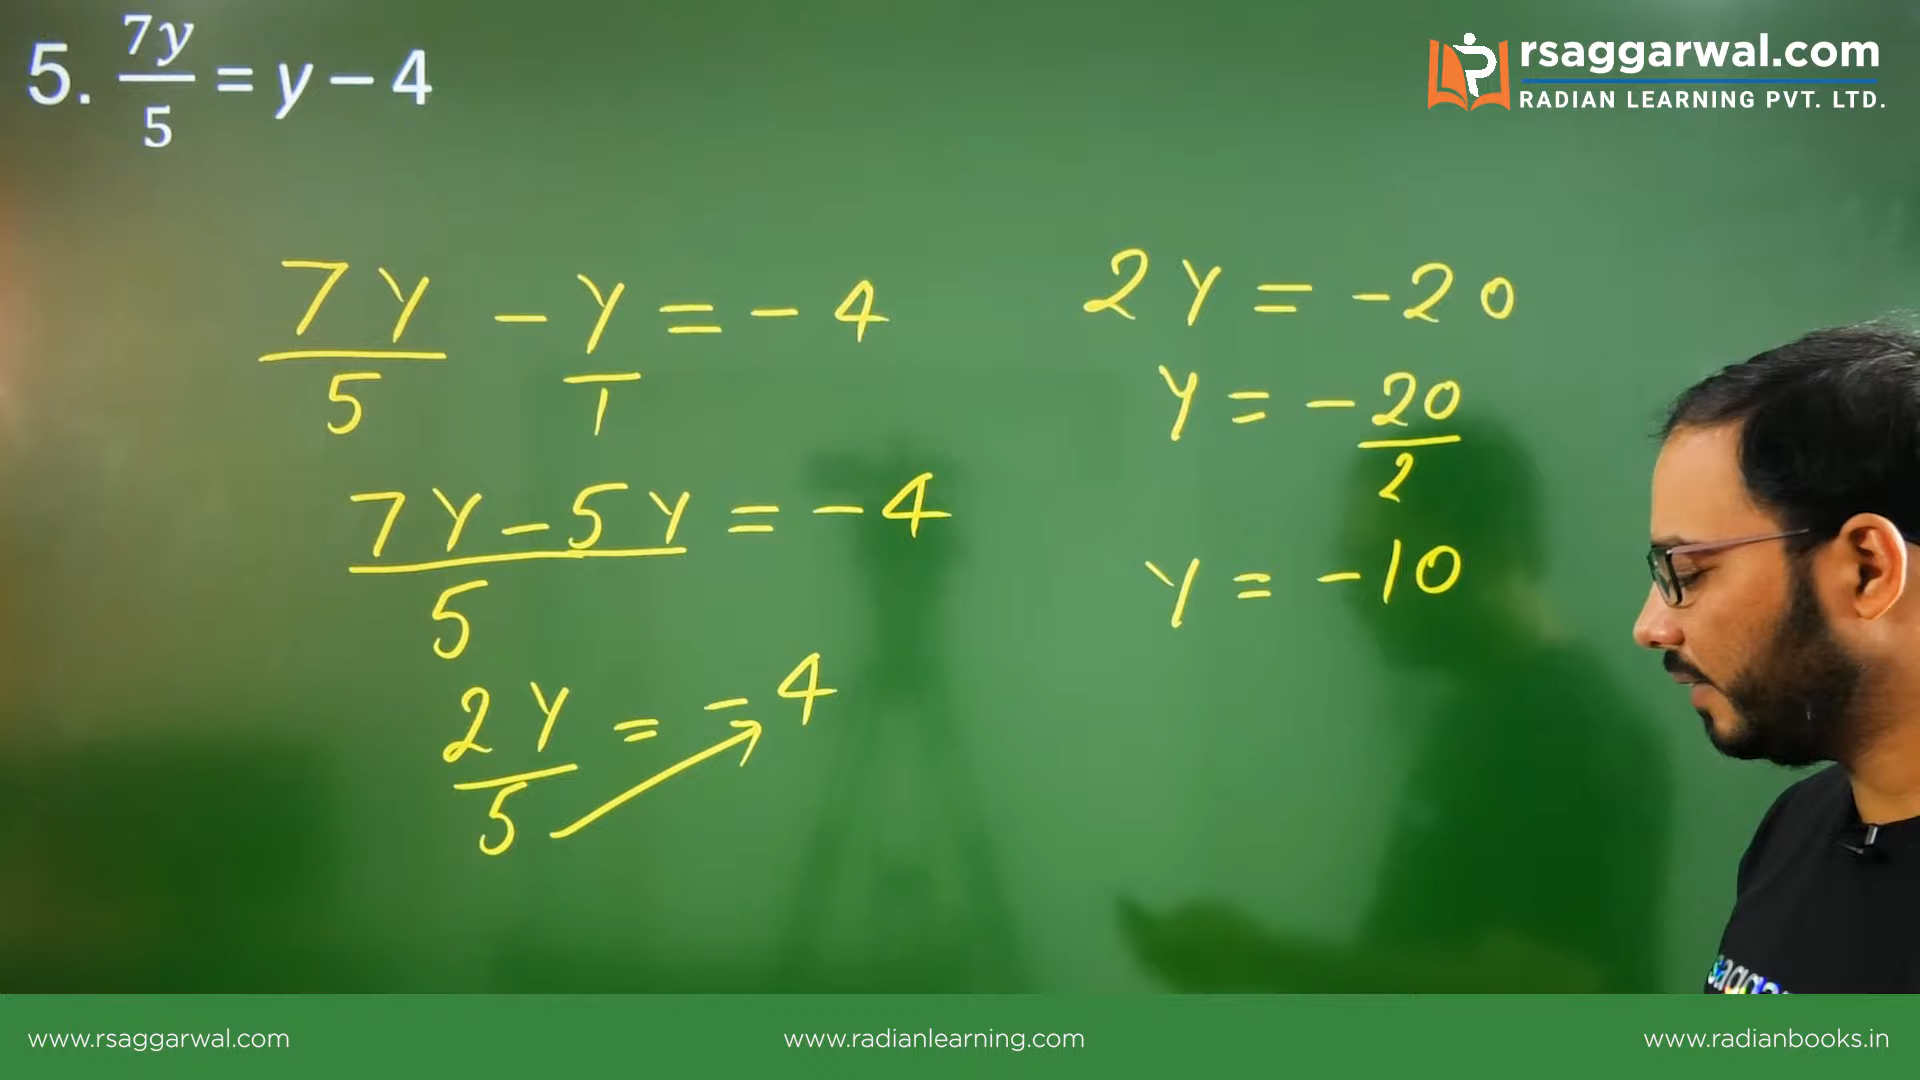 5. 7y/5 = y – 4
rsaggarwal.com
RADIAN LEARNING PVT. LTD.
7Y/5 - Y/1 = - 4
7Y - 5Y/5 = - 4
2Y/5 = - 4
2Y = - 20
Y = - 20/2
Y = - 10
www.rsaggarwal.com
www.radianlearning.com
www.radianbooks.in